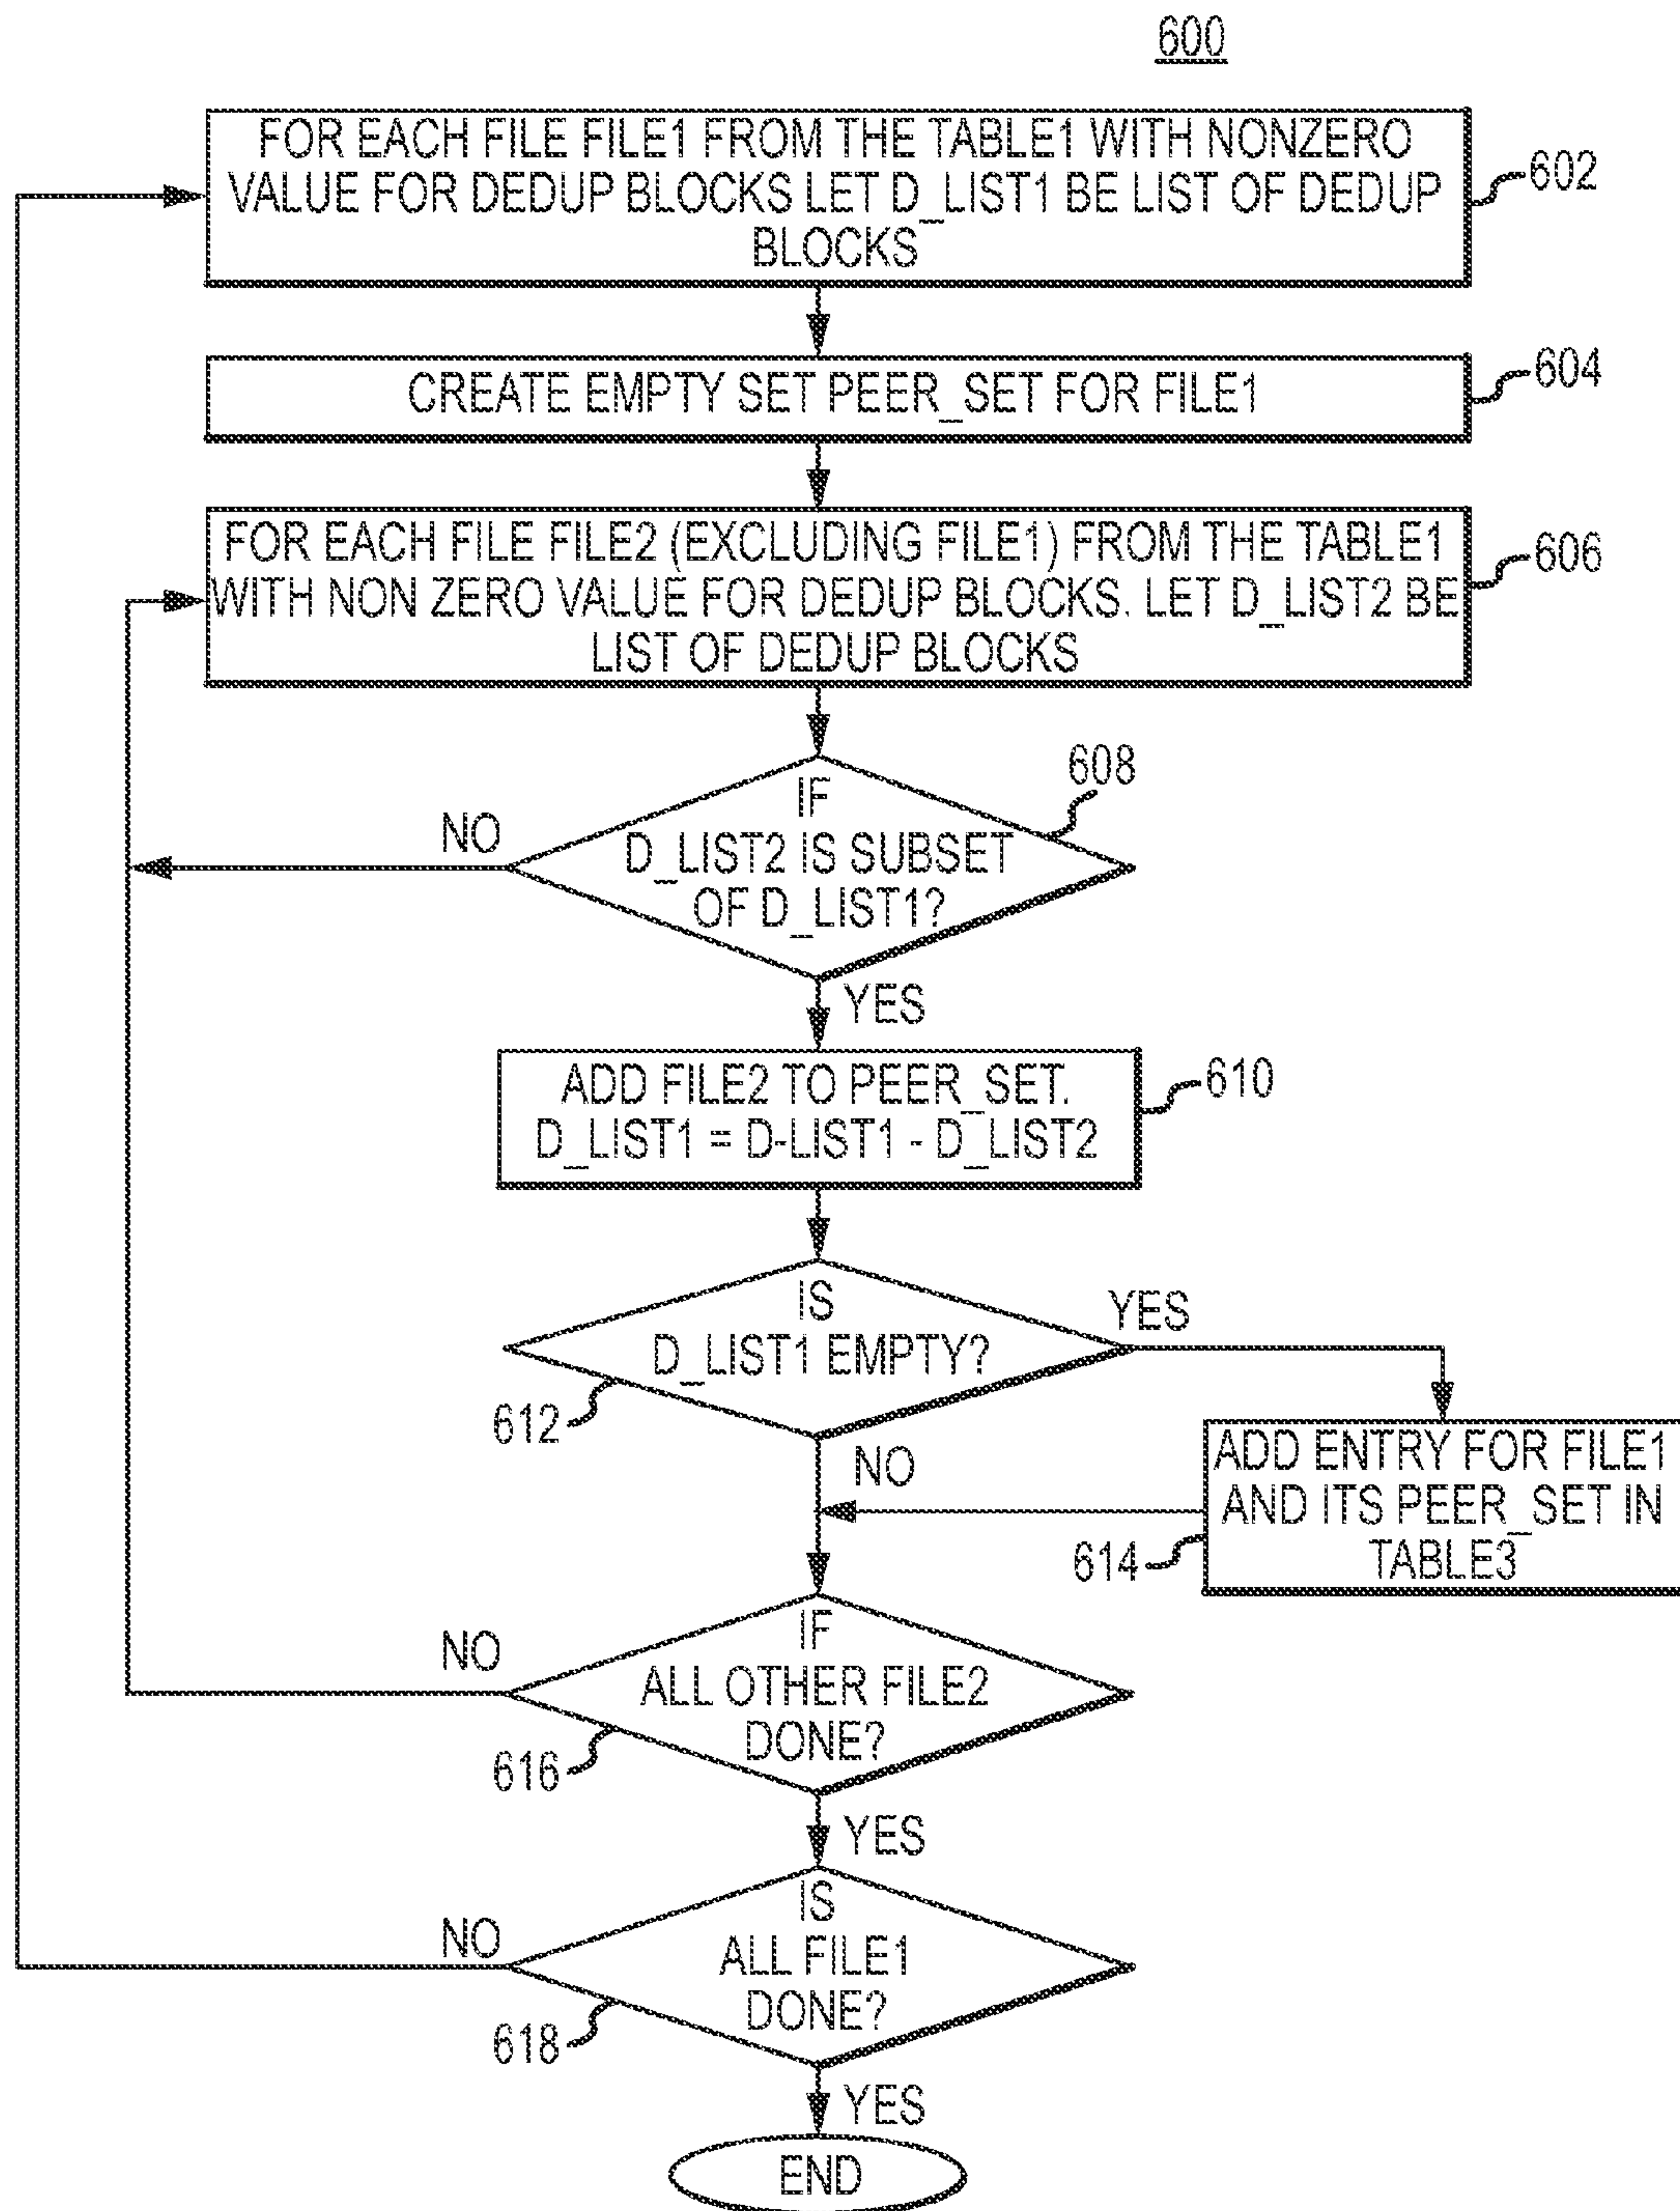 600
FOR EACH FILE FILE1 FROM THE TABLE1 WITH NONZERO
VALUE FOR DEDUP BLOCKS LET D_LIST1 BE LIST OF DEDUP
BLOCKS
602
CREATE EMPTY SET PEER_SET FOR FILE1
604
FOR EACH FILE FILE2 (EXCLUDING FILE1) FROM THE TABLE1
WITH NON ZERO VALUE FOR DEDUP BLOCKS. LET D_LIST2 BE
LIST OF DEDUP BLOCKS
606
IF
D_LIST2 IS SUBSET
OF D_LIST1?
608
NO
YES
ADD FILE2 TO PEER_SET.
D_LIST1 = D-LIST1 - D_LIST2
610
IS
D_LIST1 EMPTY?
612
YES
NO
ADD ENTRY FOR FILE1
AND ITS PEER_SET IN
TABLE3
614
IF
ALL OTHER FILE2
DONE?
616
NO
YES
IS
ALL FILE1
DONE?
618
NO
YES
END